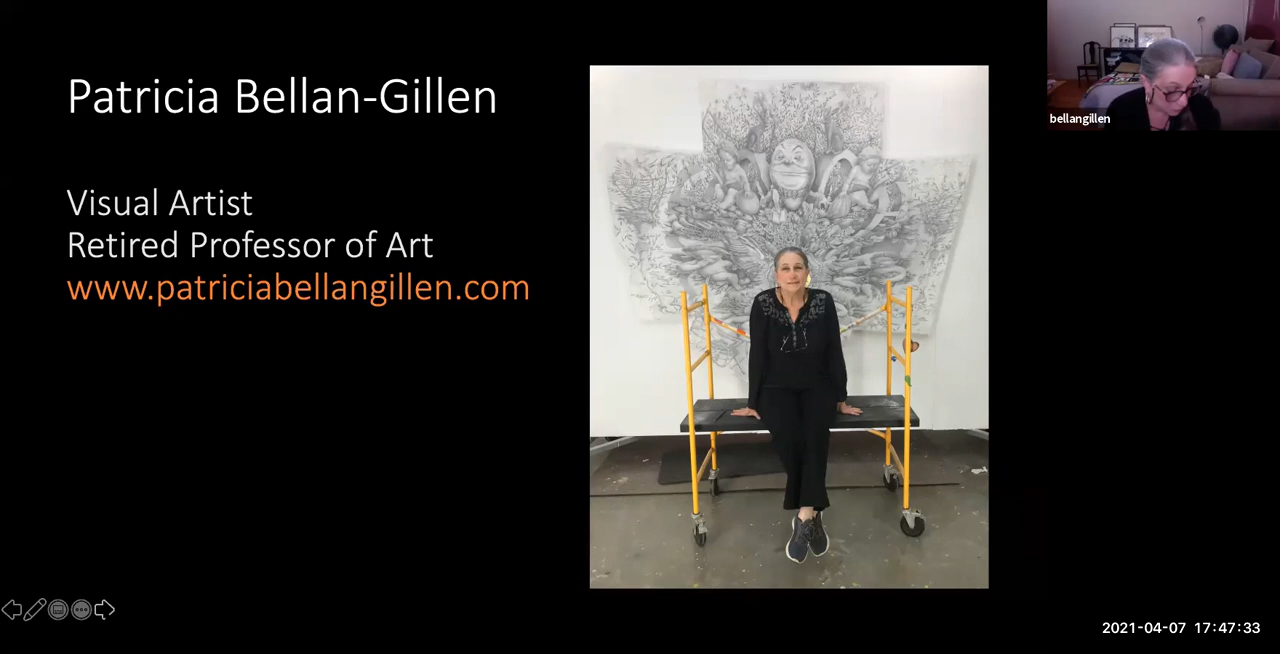 Patricia Bellan-Gillen
bellangillen
Visual Artist
Retired Professor of Art
www.patriciabellangillen.com
2021-04-07 17:47:33